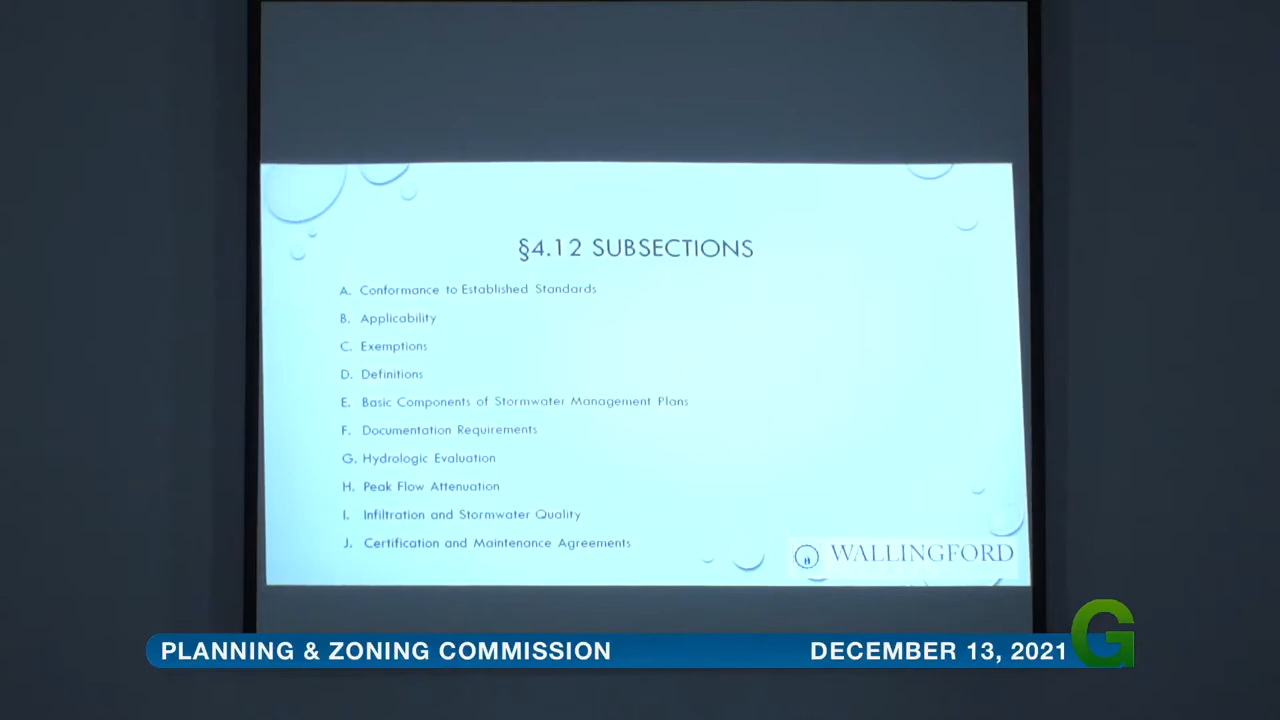 §4.12 SUBSECTIONS
A. Conformance to Established Standards
B. Applicability
C. Exemptions
D. Definitions
E. Basic Components of Stormwater Management Plans
F. Documentation Requirements
G. Hydrologic Evaluation
H. Peak Flow Attenuation
I. Infiltration and Stormwater Quality
J. Certification and Maintenance Agreements
WALLINGFORD
PLANNING & ZONING COMMISSION
DECEMBER 13, 2021
G